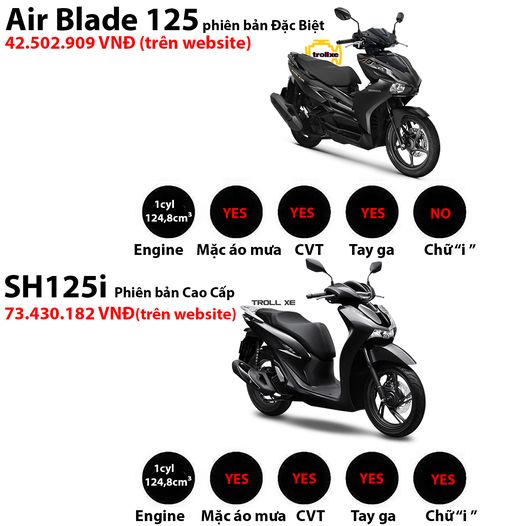 Air Blade 125 phiên bản Đặc Biệt
42.502.909 VNĐ (trên website)
trollxe
1cyl
124,8cm³
YES
YES
YES
NO
Engine Mặc áo mưa CVT Tay ga Chữ“i ”
SH125i Phiên bản Cao Cấp
73.430.182 VNĐ(trên website)
TROLL XE
1cyl
124,8cm³
YES
YES
YES
YES
Engine Mặc áo mưa CVT Tay ga Chữ“i ”